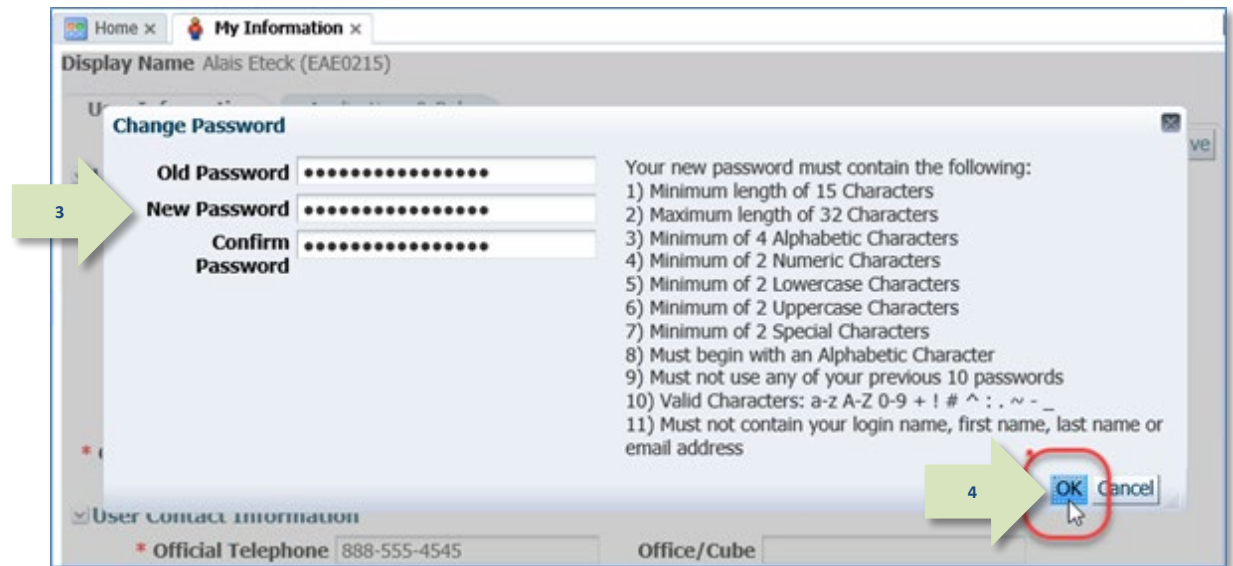 Home × My Information ×
Display Name Alais Eteck (EAE0215)
Change Password
ve
Old Password ●●●●●●●●●●●●●●●●
3
New Password ●●●●●●●●●●●●●●●●
Confirm Password ●●●●●●●●●●●●●●●●
Your new password must contain the following:
1) Minimum length of 15 Characters
2) Maximum length of 32 Characters
3) Minimum of 4 Alphabetic Characters
4) Minimum of 2 Numeric Characters
5) Minimum of 2 Lowercase Characters
6) Minimum of 2 Uppercase Characters
7) Minimum of 2 Special Characters
8) Must begin with an Alphabetic Character
9) Must not use any of your previous 10 passwords
10) Valid Characters: a-z A-Z 0-9 + ! # ^ : . ~ - _
11) Must not contain your login name, first name, last name or
email address
4
OK Cancel
User Contact Information
* Official Telephone 888-555-4545 Office/Cube